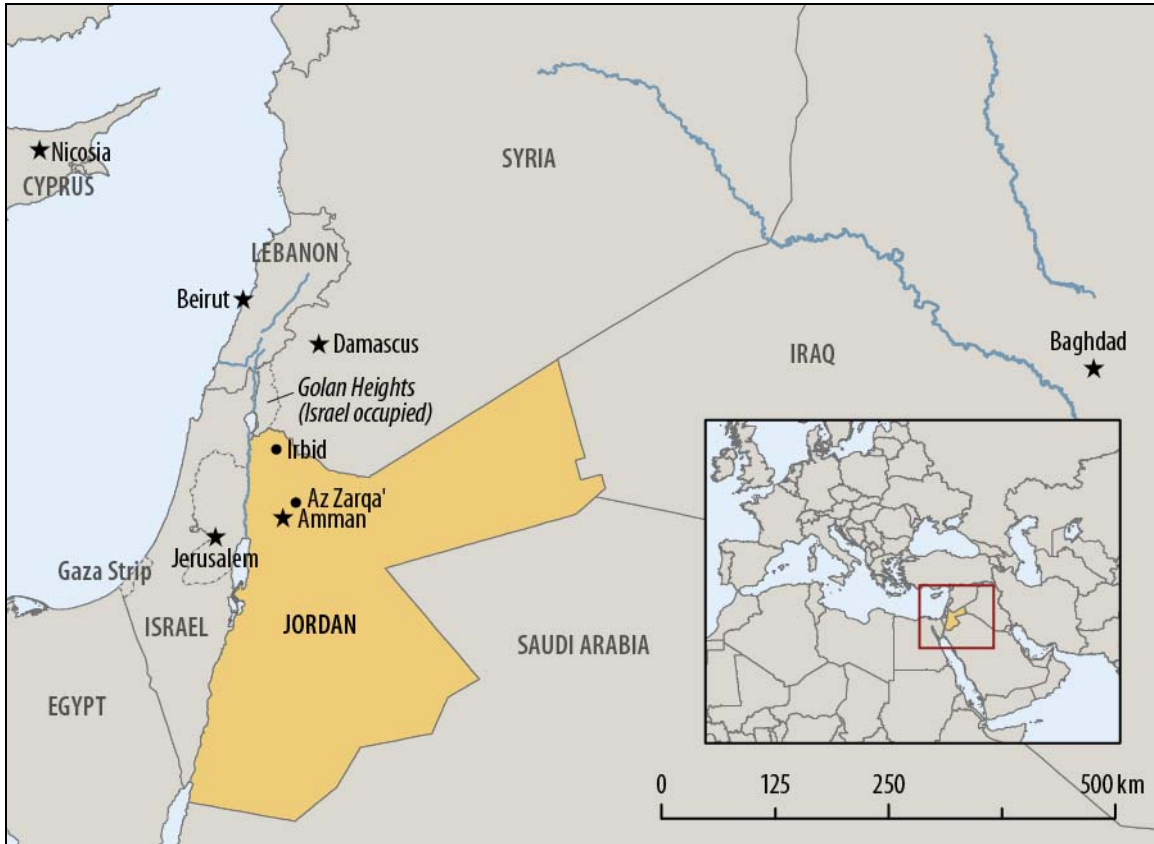 Nicosia
CYPRUS
SYRIA
LEBANON
Beirut
Damascus
Baghdad
IRAQ
Golan Heights
(Israel occupied)
Irbid
Az Zarqa'
Amman
Jerusalem
Gaza Strip
ISRAEL
JORDAN
SAUDI ARABIA
EGYPT
0 125 250 500 km